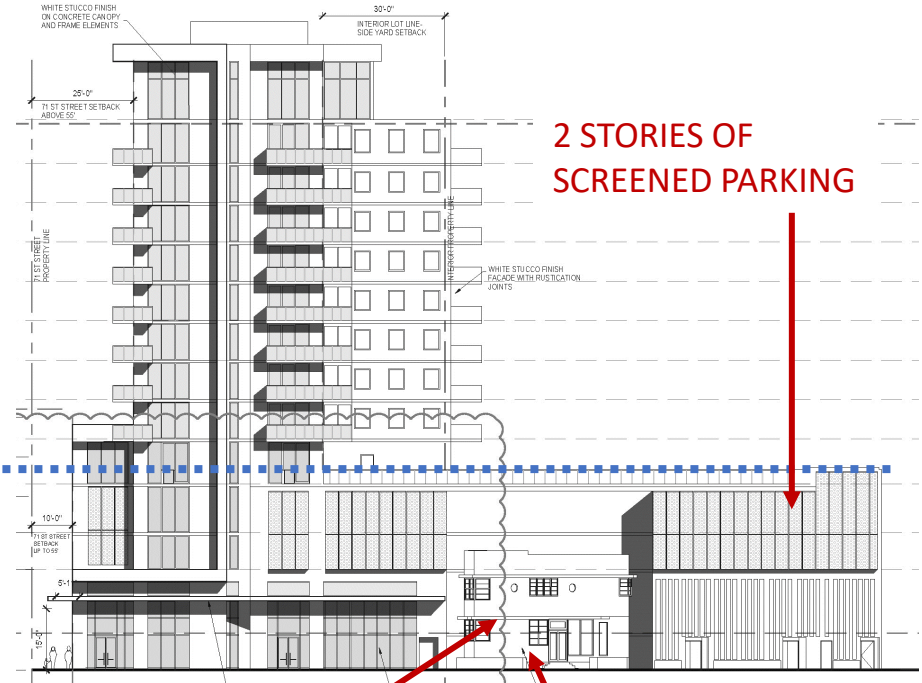 WHITE STUCCO FINISH
ON CONCRETE CANOPY
AND FRAME ELEMENTS
30'-0"
INTERIOR LOT LINE-
SIDE YARD SETBACK
25'-0"
71 ST STREET SETBACK
ABOVE 55'
2 STORIES OF
SCREENED PARKING
71 ST STREET
PROPERTY LINE
INTERIOR PROPERTY LINE
WHITE STUCCO FINISH
FACADE WITH RUSTICATION
JOINTS
10'-0"
71 ST STREET
SETBACK
UP TO 55'
15'-0"